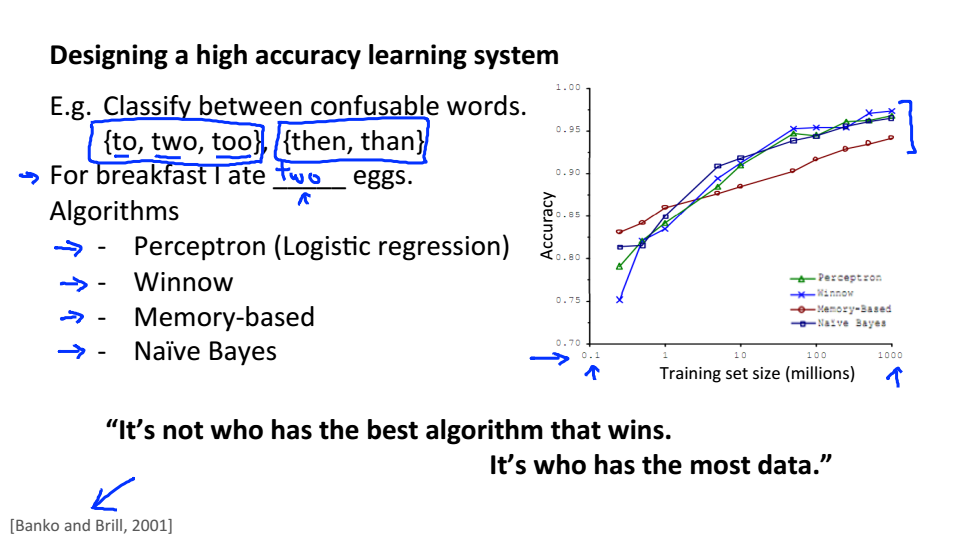 Designing a high accuracy learning system
E.g. Classify between confusable words.
{to, two, too}, {then, than}
For breakfast I ate two eggs.
Algorithms
- Perceptron (Logistic regression)
- Winnow
- Memory-based
- Naïve Bayes
1.00
0.95
0.90
0.85
0.80
0.75
0.70
Accuracy
Perceptron
Winnow
Memory-Based
Naïve Bayes
0.1 1 10 100 1000
Training set size (millions)
“It’s not who has the best algorithm that wins.
It’s who has the most data.”
[Banko and Brill, 2001]